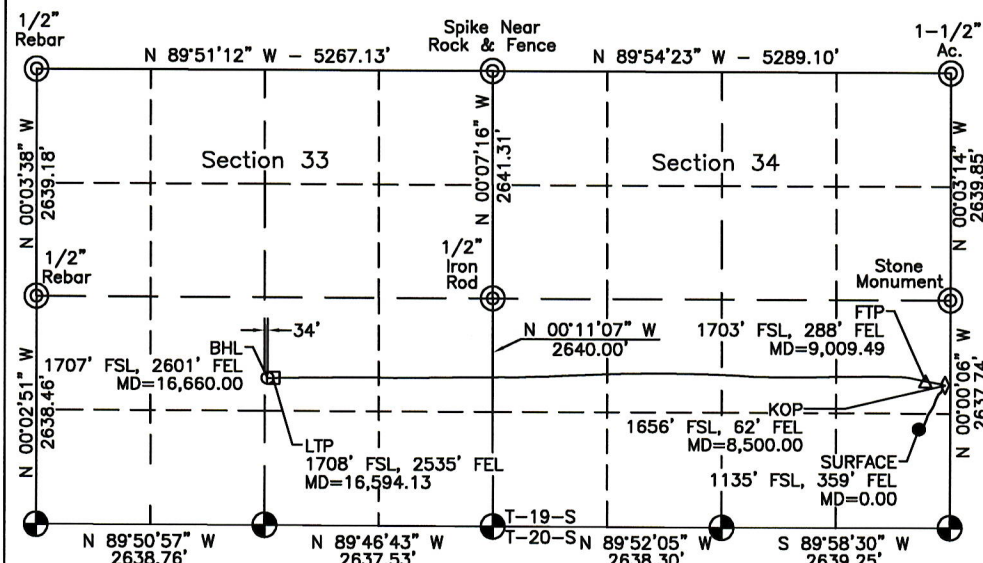 1/2"
Rebar
Spike Near
Rock & Fence
1-1/2"
Ac.
N 89°51'12" W - 5267.13'
N 89°54'23" W - 5289.10'
N 00°03'38" W
2639.18'
Section 33
N 00°07'16" W
2641.31'
Section 34
N 00°03'14" W
2639.85'
1/2"
Rebar
1/2"
Iron
Rod
Stone
Monument
34'
N 00°11'07" W
2640.00'
FTP
1703' FSL, 288' FEL
MD=9,009.49
BHL
1707' FSL, 2601' FEL
MD=16,660.00
N 00°02'51" W
2638.46'
LTP
1708' FSL, 2535' FEL
MD=16,594.13
KOP
1656' FSL, 62' FEL
MD=8,500.00
N 00°00'06" W
2637.74'
SURFACE
1135' FSL, 359' FEL
MD=0.00
T-19-S
T-20-S
N 89°50'57" W
2638.76'
N 89°46'43" W
2637.53'
N 89°52'05" W
2638.30'
S 89°58'30" W
2639.25'